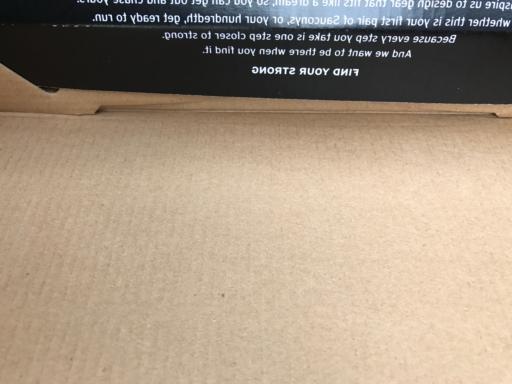 nspire us to design gear that fits like a dream, so you can get out and chase yours.
whether this is your first pair of Sauconys, or your hundredth, get ready to run.
Because every step you take is one step closer to strong.
And we want to be there when you find it.
FIND YOUR STRONG